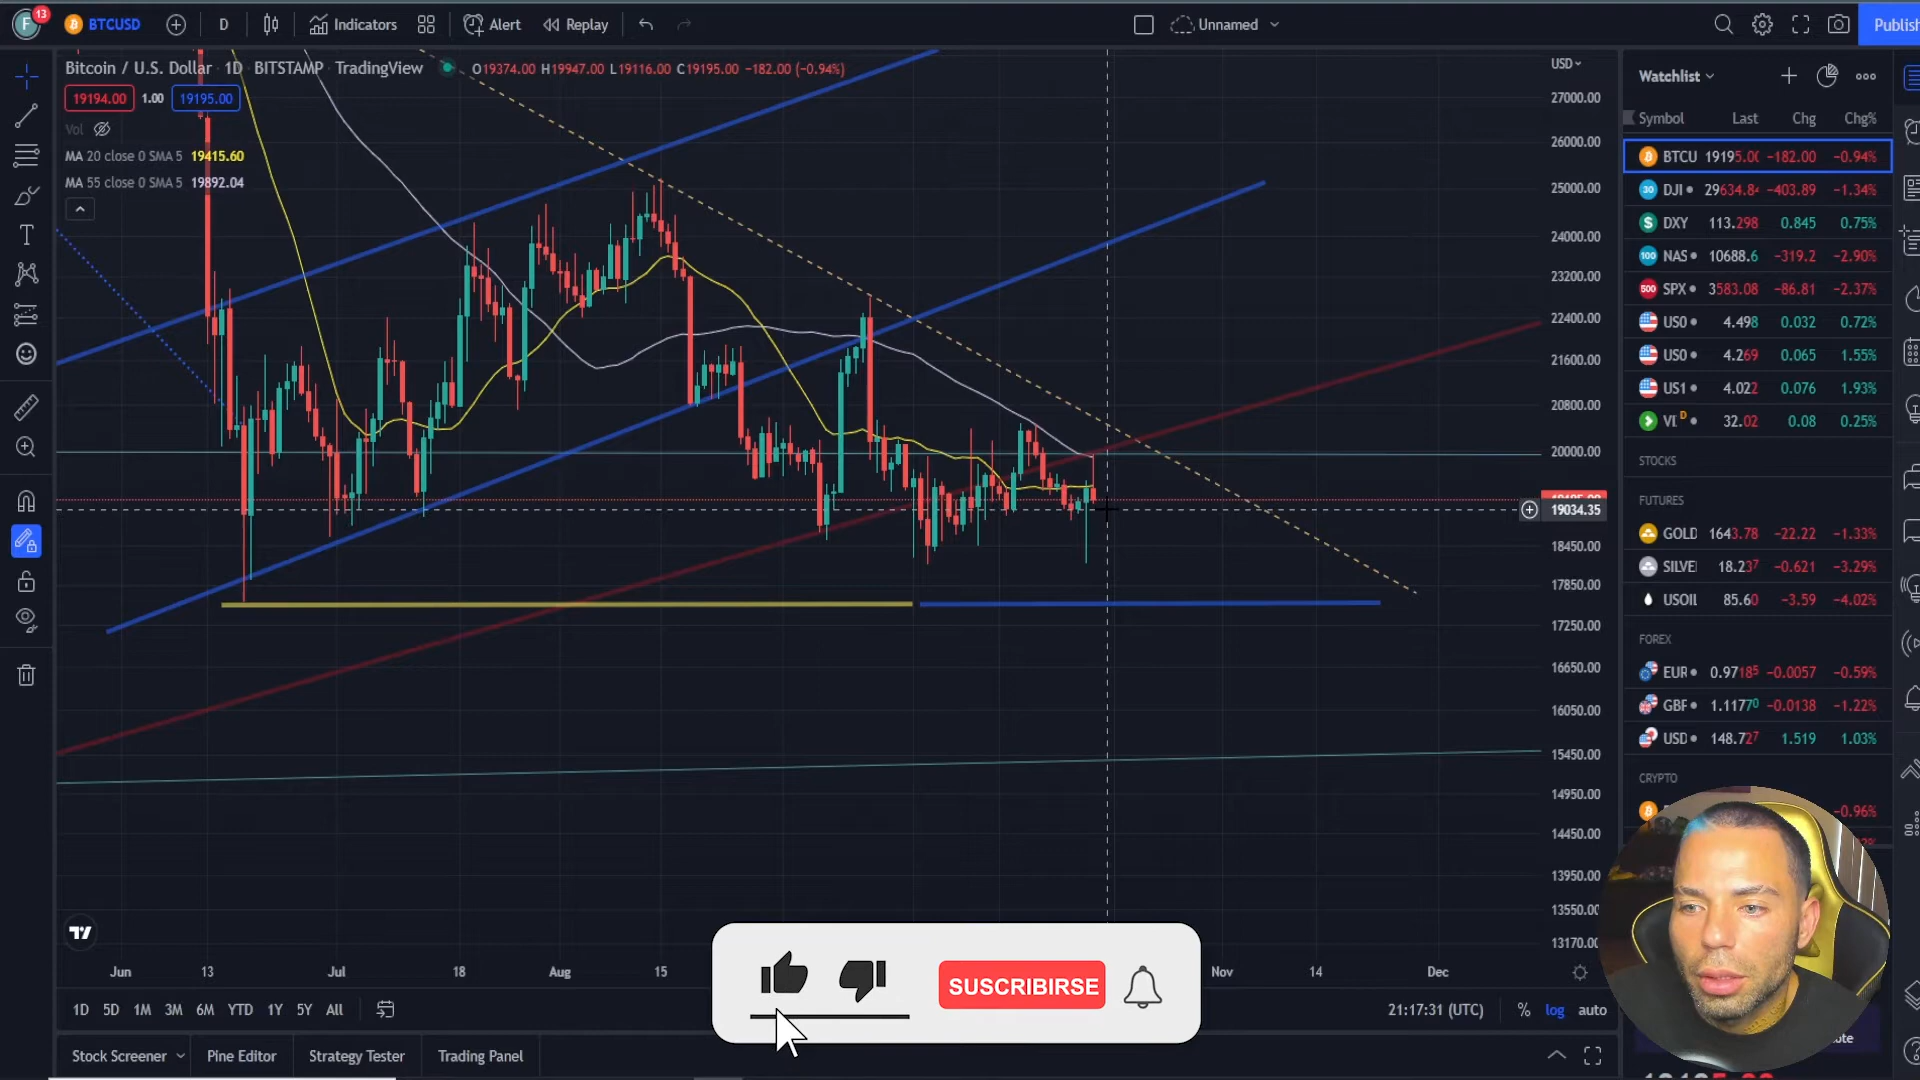 13
BTCUSD
D
Indicators
Alert
Replay
Unnamed
Publish
Bitcoin / U.S. Dollar 1D BITSTAMP TradingView
O19374.00 H19947.00 L19116.00 C19195.00 −182.00 (−0.94%)
19194.00 1.00 19195.00
Vol
MA 20 close 0 SMA 5 19415.60
MA 55 close 0 SMA 5 19892.04
USD
27000.00
26000.00
25000.00
24000.00
23200.00
22400.00
21600.00
20800.00
20000.00
19034.35
18450.00
17850.00
17250.00
16650.00
16050.00
15450.00
14950.00
14450.00
13950.00
13550.00
13170.00
Jun 13 Jul 18 Aug 15 Nov 14 Dec
1D 5D 1M 3M 6M YTD 1Y 5Y All
21:17:31 (UTC) % log auto
Stock Screener Pine Editor Strategy Tester Trading Panel
SUSCRIBIRSE
Watchlist
Symbol Last Chg Chg%
BTCU 19195.00 −182.00 −0.94%
30 DJI 29634.84 −403.89 −1.34%
DXY 113.298 0.845 0.75%
100 NAS 10688.6 −319.2 −2.90%
500 SPX 3583.08 −86.81 −2.37%
US0 4.498 0.032 0.72%
US0 4.269 0.065 1.55%
US1 4.022 0.076 1.93%
VI D 32.02 0.08 0.25%
STOCKS
FUTURES
GOLD 1643.78 −22.22 −1.33%
SILVE 18.237 −0.621 −3.29%
USOIL 85.60 −3.59 −4.02%
FOREX
EUR 0.97185 −0.0057 −0.59%
GBP 1.11770 −0.0138 −1.22%
USD 148.727 1.519 1.03%
CRYPTO
−0.96%